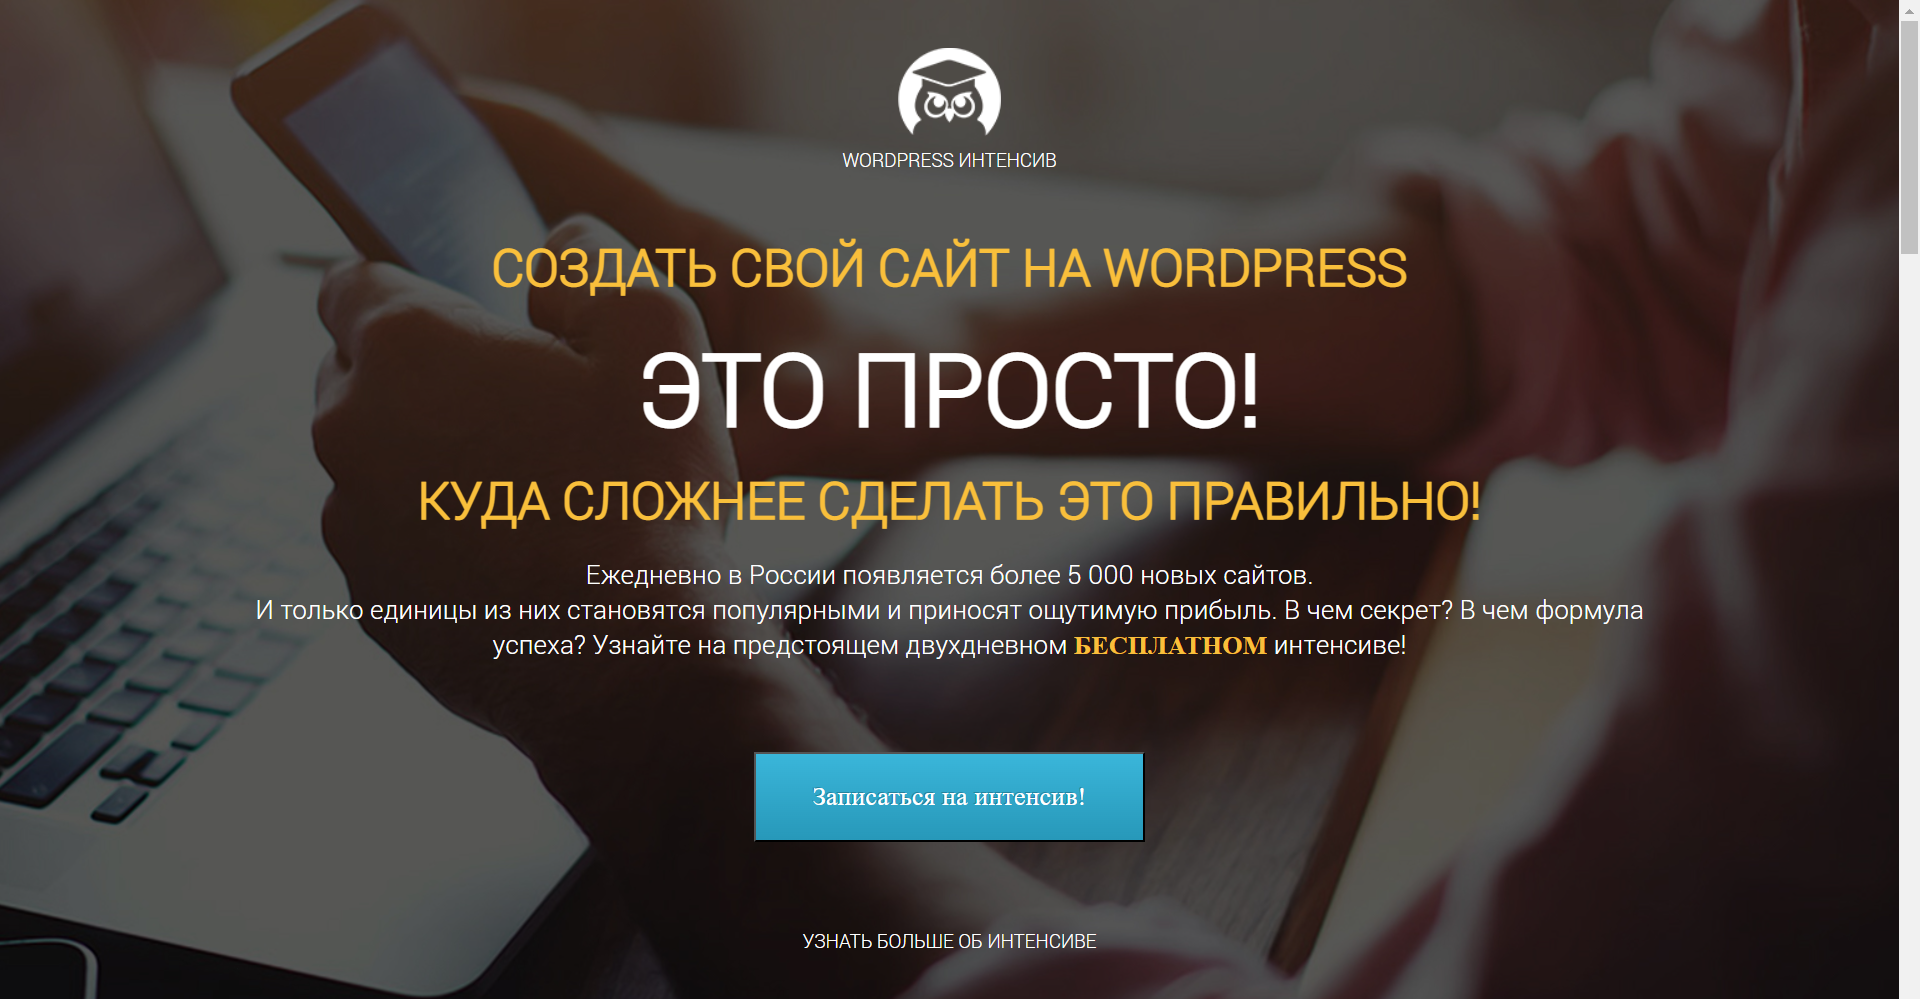 WORDPRESS ИНТЕНСИВ
СОЗДАТЬ СВОЙ САЙТ НА WORDPRESS
ЭТО ПРОСТО!
КУДА СЛОЖНЕЕ СДЕЛАТЬ ЭТО ПРАВИЛЬНО!
Ежедневно в России появляется более 5 000 новых сайтов.
И только единицы из них становятся популярными и приносят ощутимую прибыль. В чем секрет? В чем формула
успеха? Узнайте на предстоящем двухдневном БЕСПЛАТНОМ интенсиве!
Записаться на интенсив!
УЗНАТЬ БОЛЬШЕ ОБ ИНТЕНСИВЕ